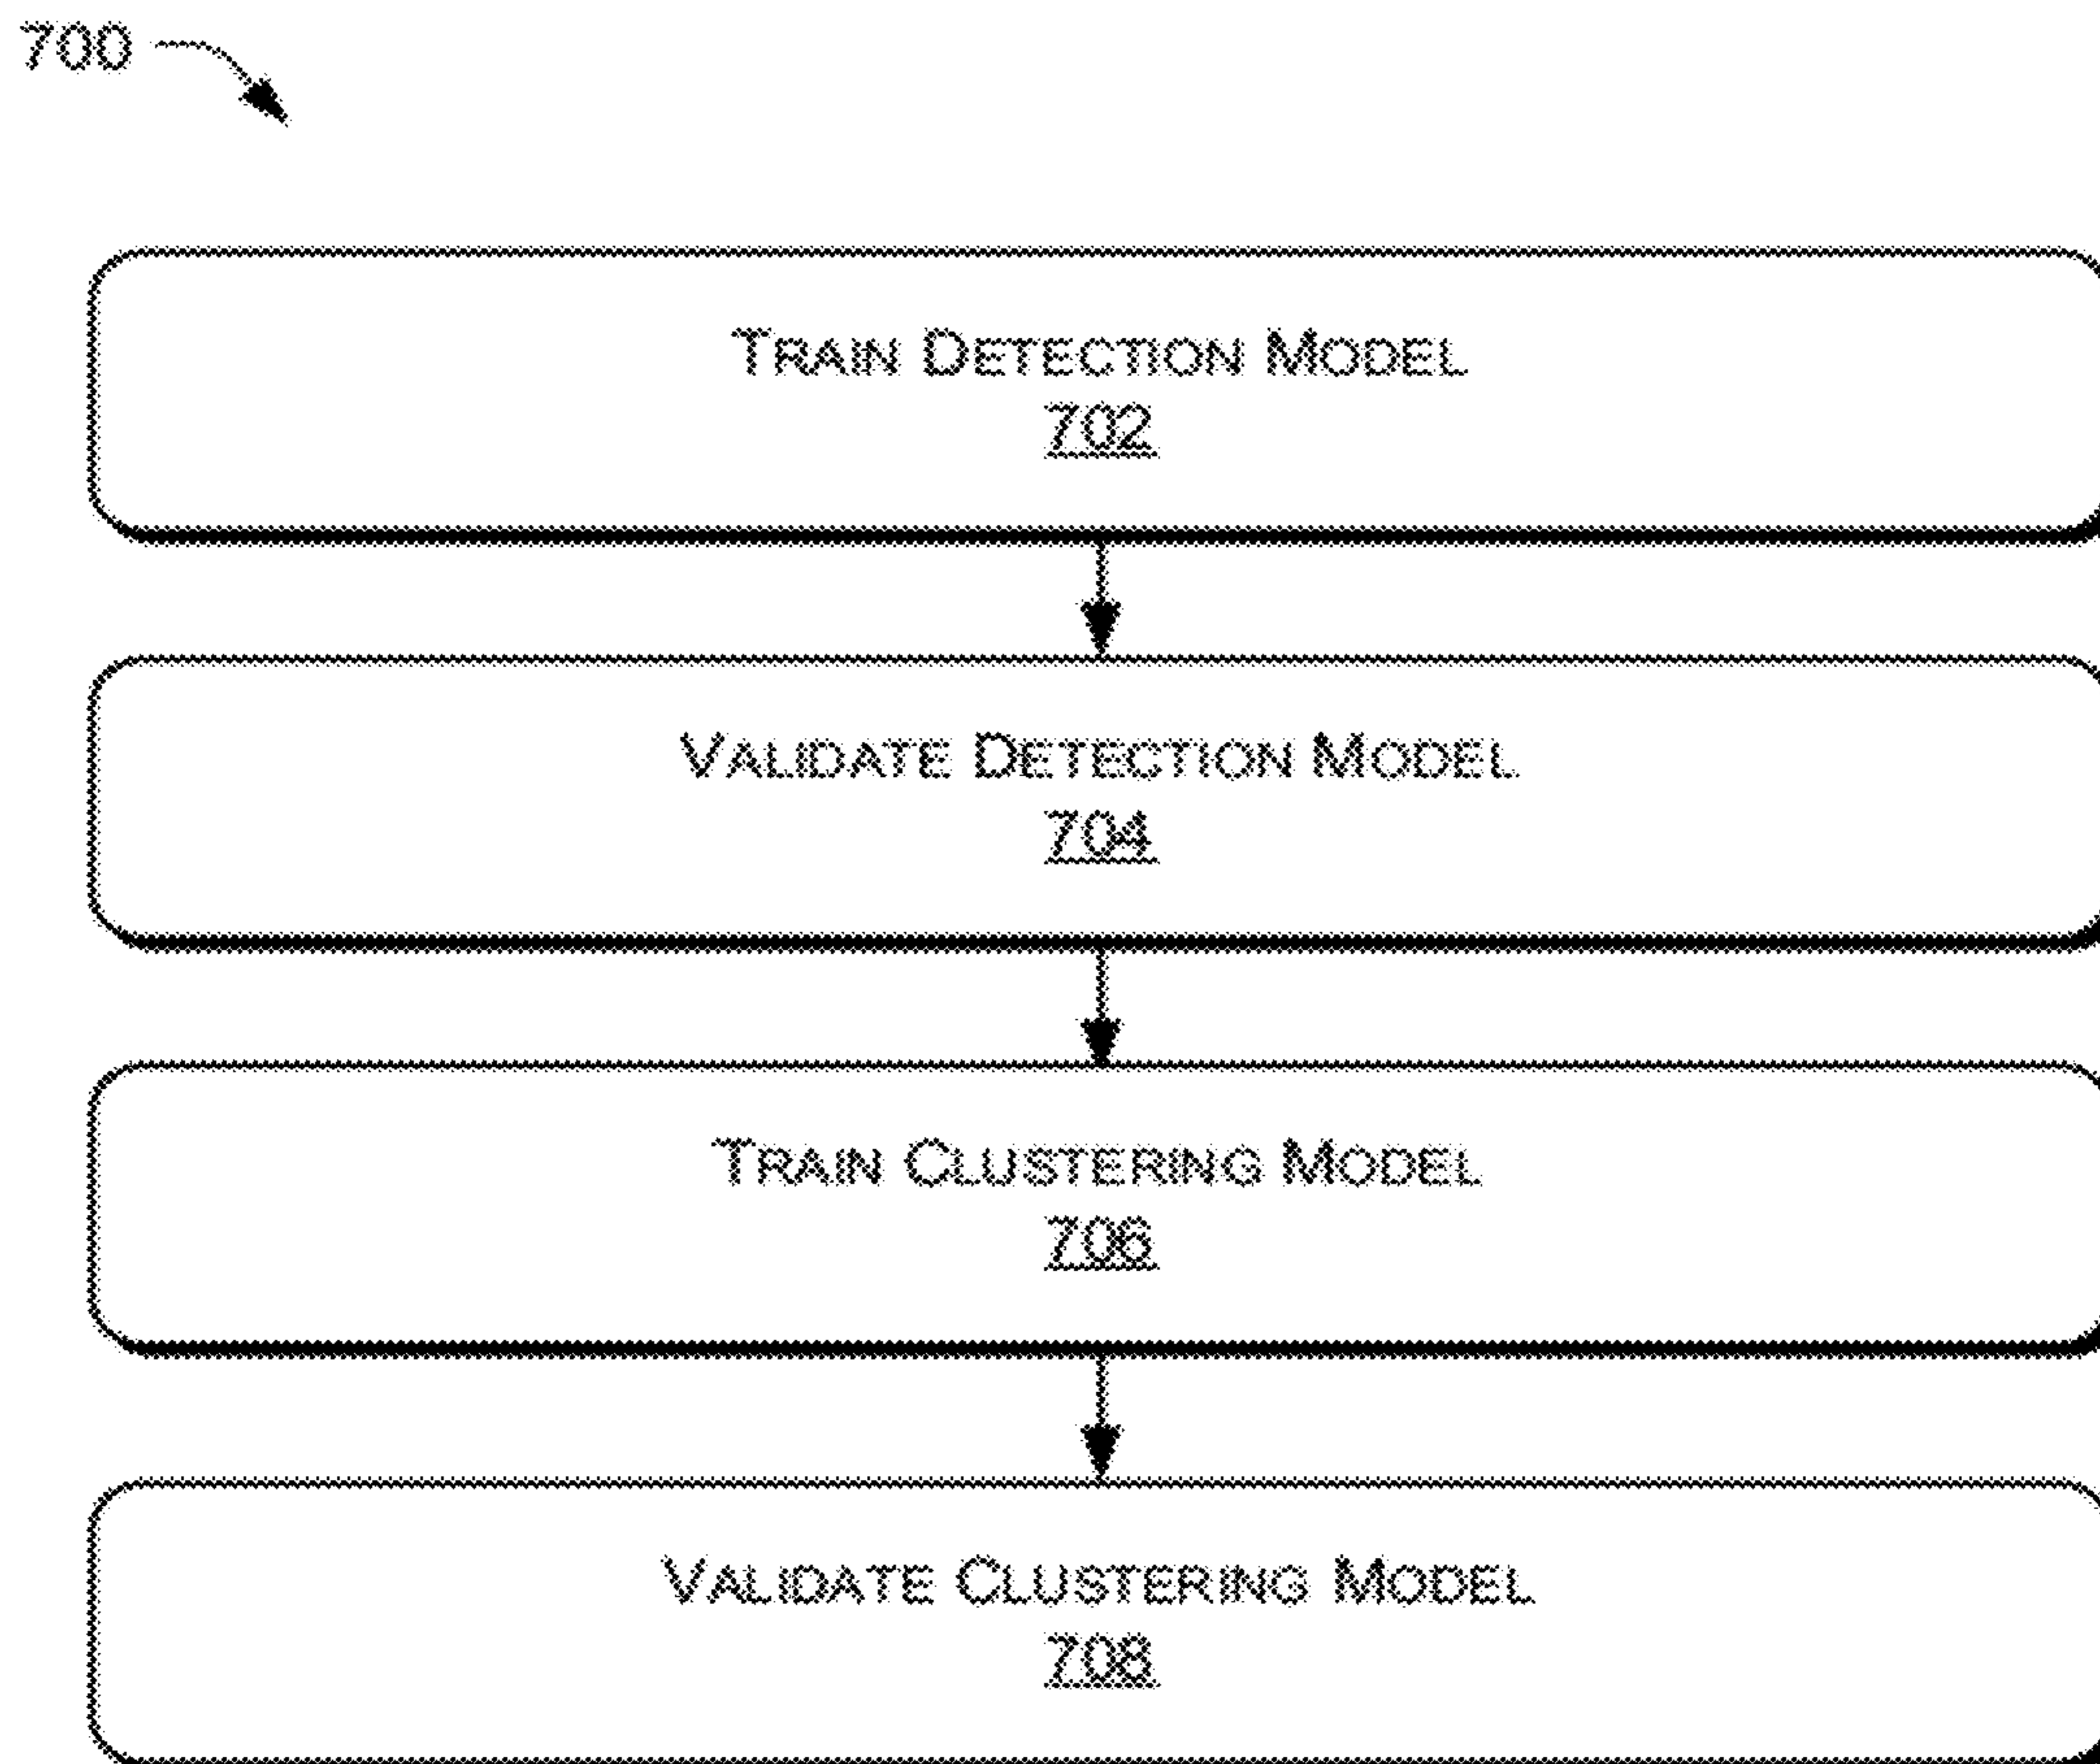 700
TRAIN DETECTION MODEL
702
VALIDATE DETECTION MODEL
704
TRAIN CLUSTERING MODEL
706
VALIDATE CLUSTERING MODEL
708